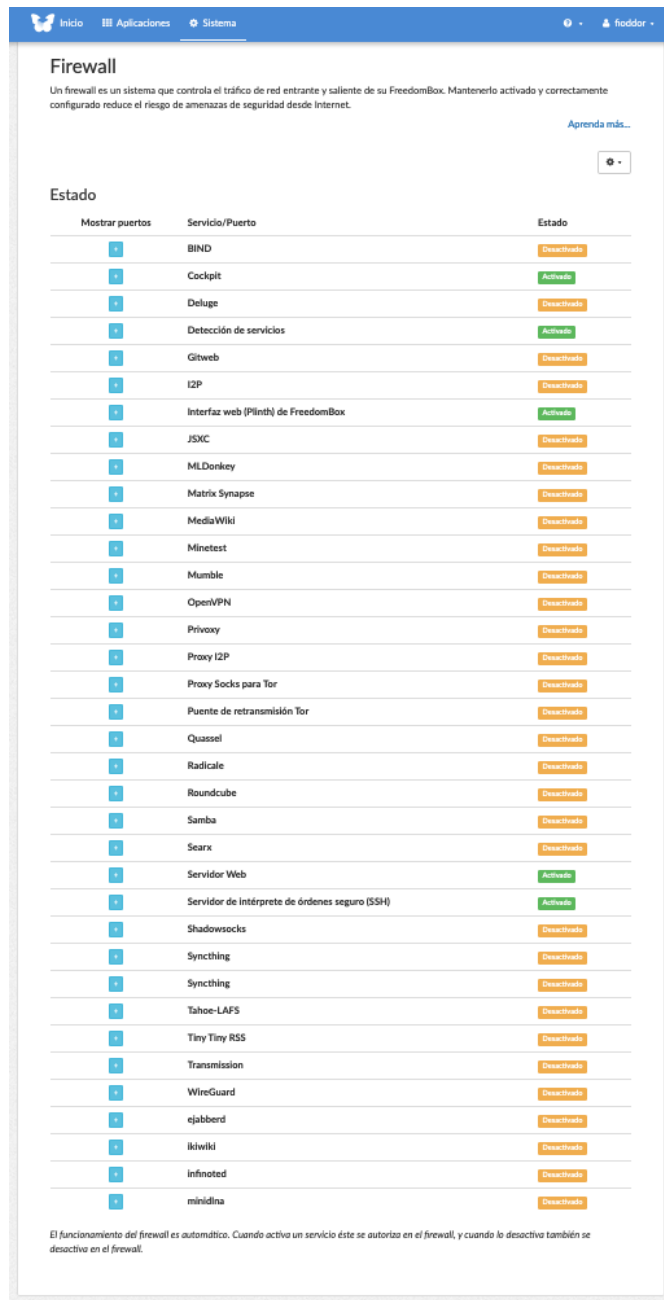 Inicio Aplicaciones Sistema fioddor
Firewall
Un firewall es un sistema que controla el tráfico de red entrante y saliente de su FreedomBox. Mantenerlo activado y correctamente
configurado reduce el riesgo de amenazas de seguridad desde Internet.
Aprenda más...
Estado
Mostrar puertos Servicio/Puerto Estado
+ BIND Desactivado
+ Cockpit Activado
+ Deluge Desactivado
+ Detección de servicios Activado
+ Gitweb Desactivado
+ I2P Desactivado
+ Interfaz web (Plinth) de FreedomBox Activado
+ JSXC Desactivado
+ MLDonkey Desactivado
+ Matrix Synapse Desactivado
+ MediaWiki Desactivado
+ Minetest Desactivado
+ Mumble Desactivado
+ OpenVPN Desactivado
+ Privoxy Desactivado
+ Proxy I2P Desactivado
+ Proxy Socks para Tor Desactivado
+ Puente de retransmisión Tor Desactivado
+ Quassel Desactivado
+ Radicale Desactivado
+ Roundcube Desactivado
+ Samba Desactivado
+ Searx Desactivado
+ Servidor Web Activado
+ Servidor de intérprete de órdenes seguro (SSH) Activado
+ Shadowsocks Desactivado
+ Syncthing Desactivado
+ Syncthing Desactivado
+ Tahoe-LAFS Desactivado
+ Tiny Tiny RSS Desactivado
+ Transmission Desactivado
+ WireGuard Desactivado
+ ejabberd Desactivado
+ ikiwiki Desactivado
+ infinoted Desactivado
+ minidlna Desactivado
El funcionamiento del firewall es automático. Cuando activa un servicio éste se autoriza en el firewall, y cuando lo desactiva también se
desactiva en el firewall.